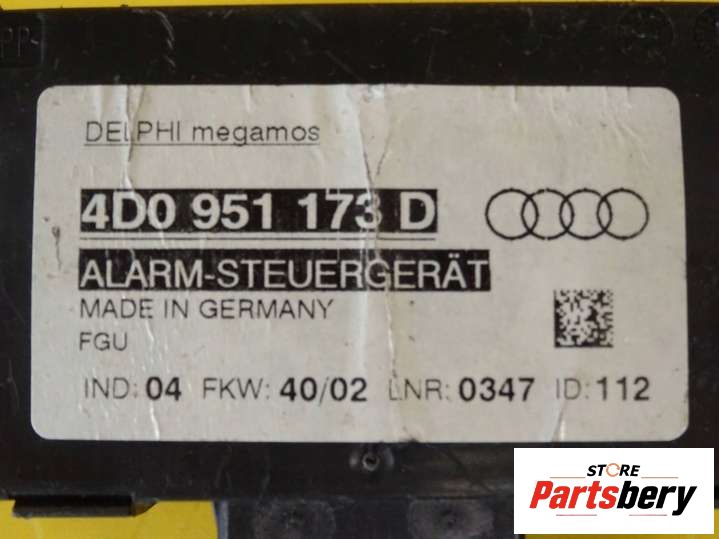 DELPHI megamos
4D0 951 173 D
ALARM-STEUERGERÄT
MADE IN GERMANY
FGU
IND: 04 FKW: 40/02 LNR: 0347 ID: 112
STORE
Partsbery